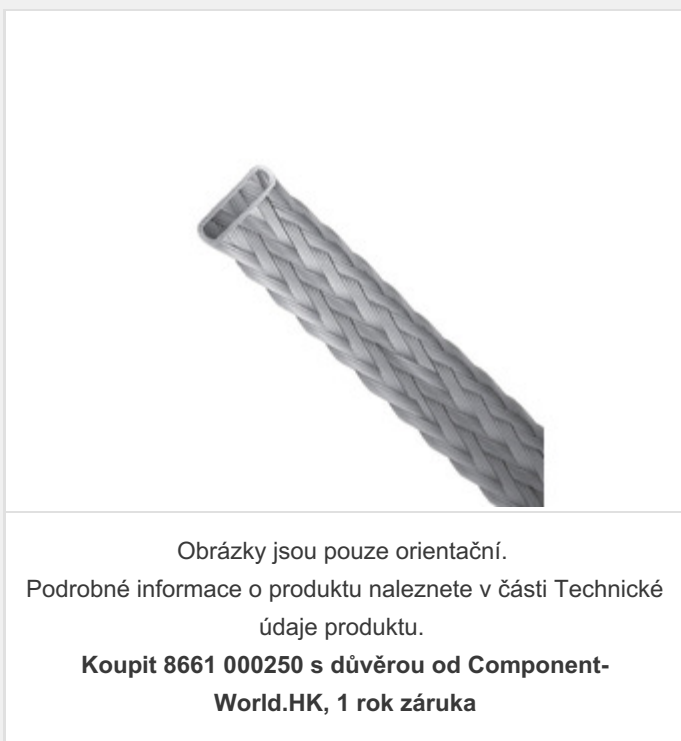 Obrázky jsou pouze orientační.
Podrobné informace o produktu naleznete v části Technické
údaje produktu.
Koupit 8661 000250 s důvěrou od Component-
World.HK, 1 rok záruka